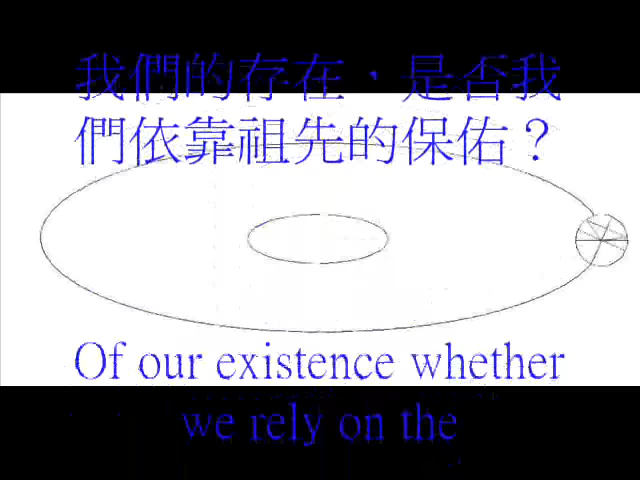 我們的存在，是否我
們依靠祖先的保佑？
Of our existence whether
we rely on the